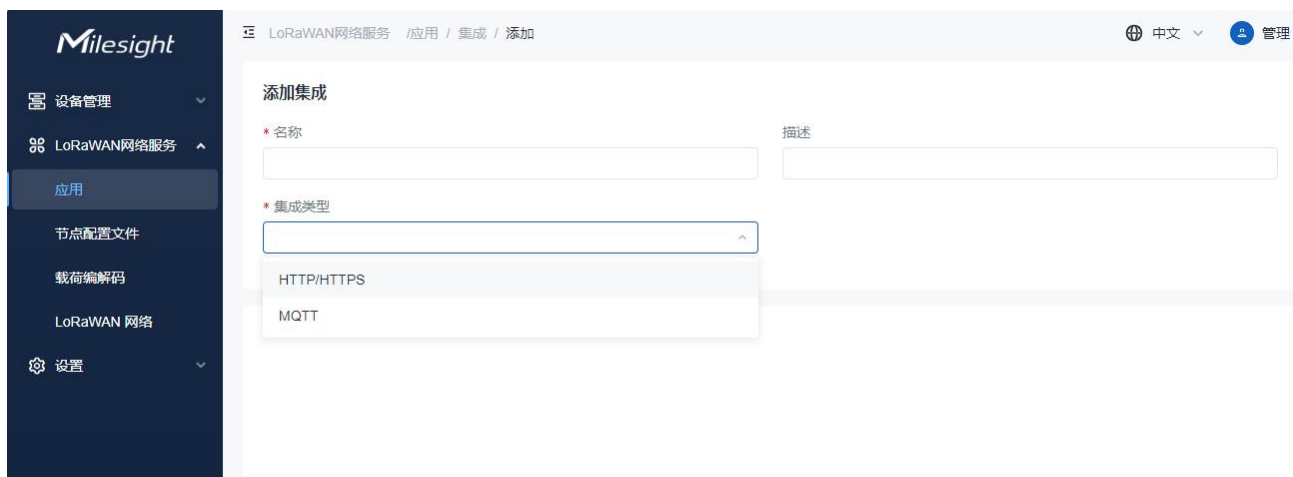 Milesight
LoRaWAN网络服务 /应用 / 集成 / 添加
中文
管理
设备管理
LoRaWAN网络服务
应用
节点配置文件
载荷编解码
LoRaWAN 网络
设置
添加集成
* 名称
描述
* 集成类型
HTTP/HTTPS
MQTT